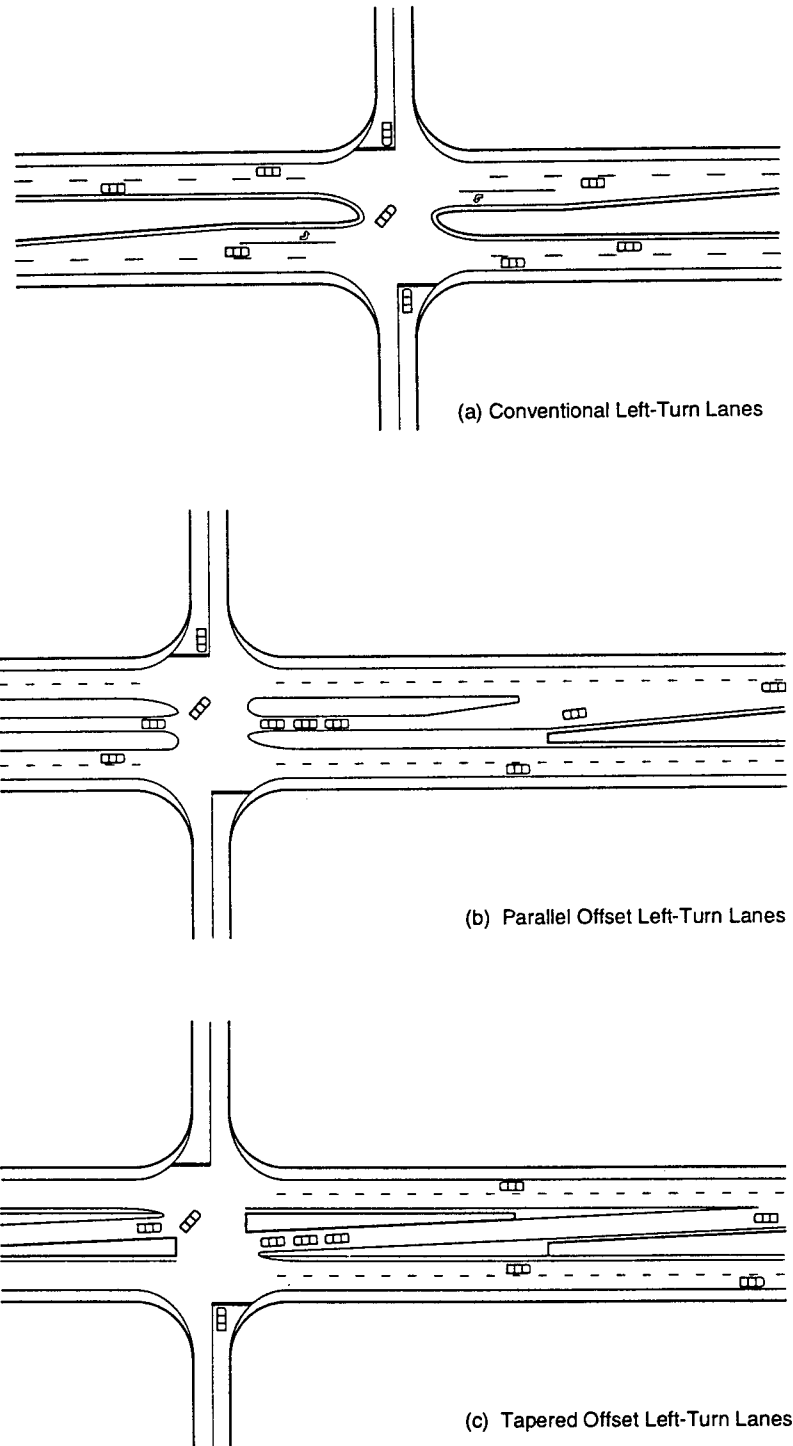 (a) Conventional Left-Turn Lanes
(b) Parallel Offset Left-Turn Lanes
(c) Tapered Offset Left-Turn Lanes